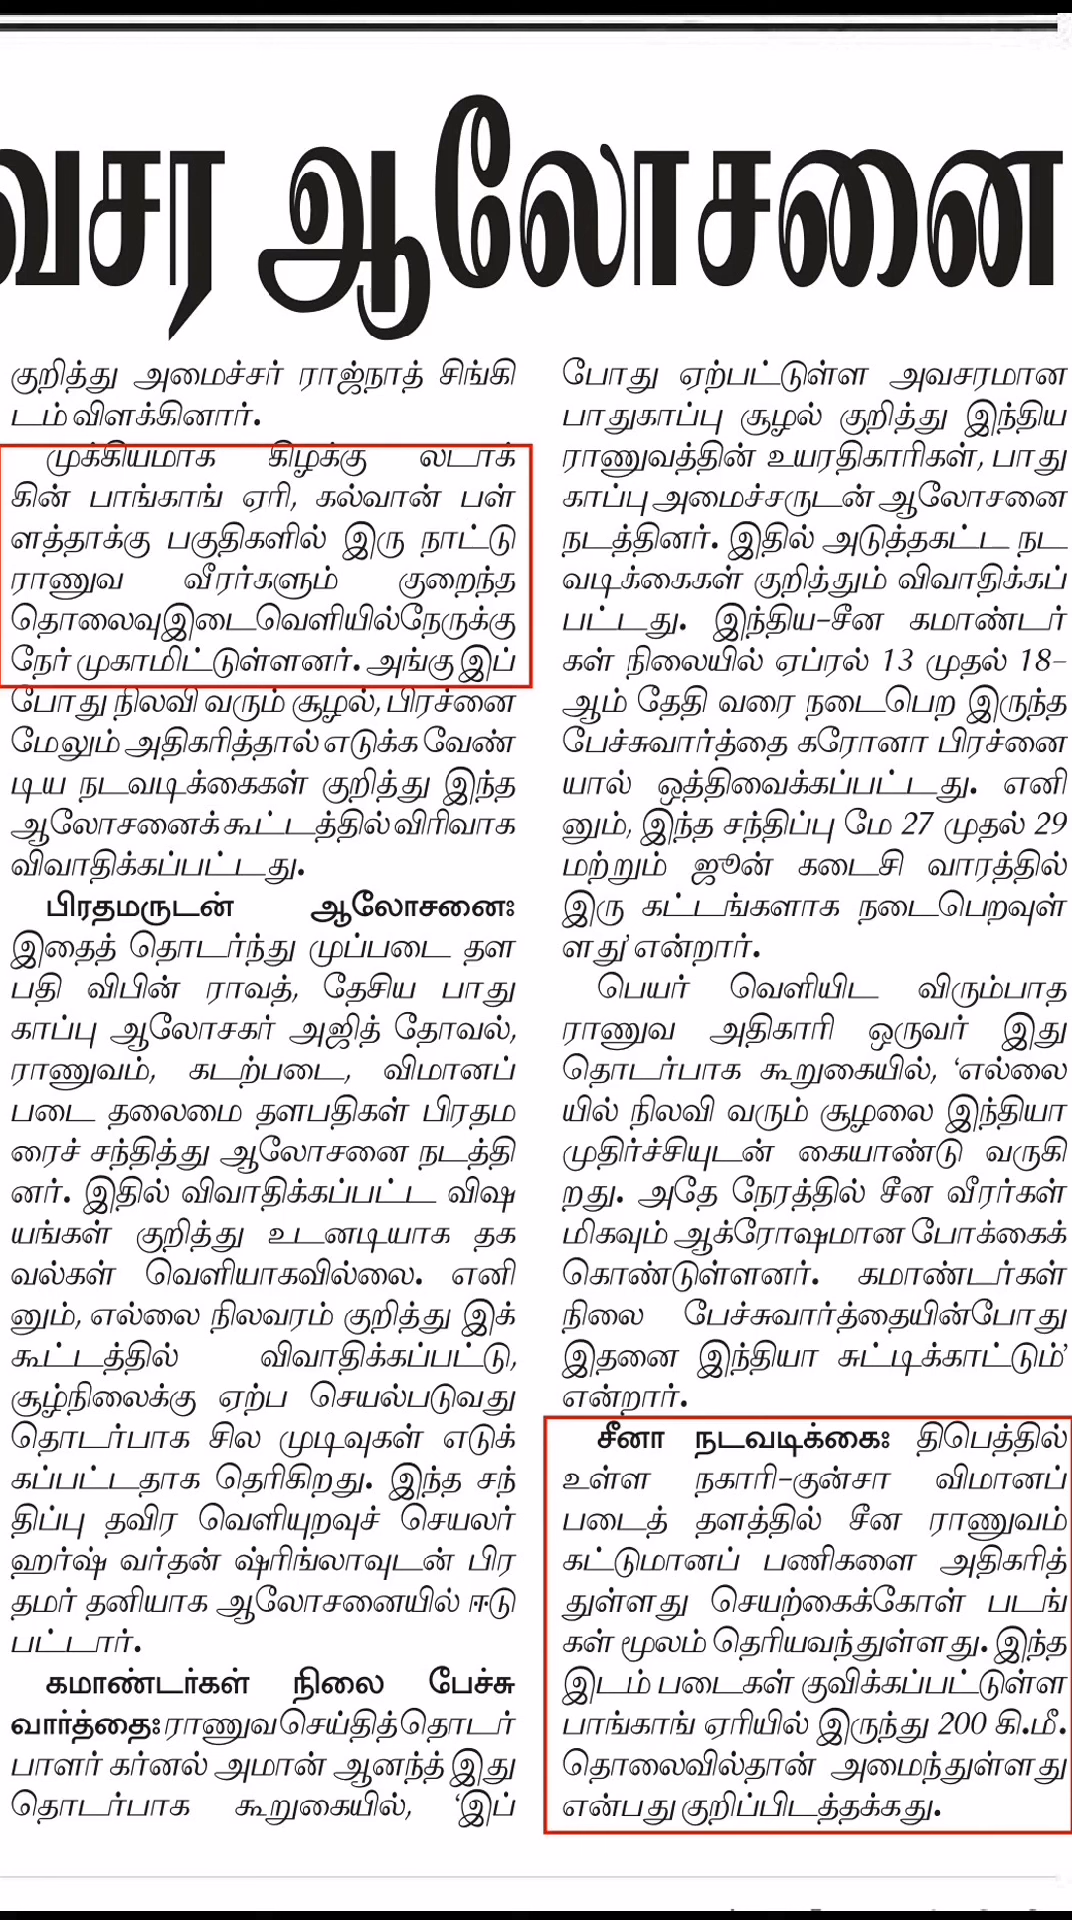 வசர ஆலோசனை
குறித்து அமைச்சர் ராஜ்நாத் சிங்கி
டம் விளக்கினார்.
முக்கியமாக கிழக்கு லடாக்
கின் பாங்காங் ஏரி, கல்வான் பள்
ளத்தாக்கு பகுதிகளில் இரு நாட்டு
ராணுவ வீரர்களும் குறைந்த
தொலைவு இடைவெளியில் நேருக்கு
நேர் முகாமிட்டுள்ளனர். அங்கு இப்
போது நிலவி வரும் சூழல், பிரச்னை
மேலும் அதிகரித்தால் எடுக்க வேண்
டிய நடவடிக்கைகள் குறித்து இந்த
ஆலோசனைக் கூட்டத்தில் விரிவாக
விவாதிக்கப்பட்டது.
பிரதமருடன் ஆலோசனை:
இதைத் தொடர்ந்து முப்படை தள
பதி விபின் ராவத், தேசிய பாது
காப்பு ஆலோசகர் அஜித் தோவல்,
ராணுவம், கடற்படை, விமானப்
படை தலைமை தளபதிகள் பிரதம
ரைச் சந்தித்து ஆலோசனை நடத்தி
னர். இதில் விவாதிக்கப்பட்ட விஷ
யங்கள் குறித்து உடனடியாக தக
வல்கள் வெளியாகவில்லை. எனி
னும், எல்லை நிலவரம் குறித்து இக்
கூட்டத்தில் விவாதிக்கப்பட்டு,
சூழ்நிலைக்கு ஏற்ப செயல்படுவது
தொடர்பாக சில முடிவுகள் எடுக்
கப்பட்டதாக தெரிகிறது. இந்த சந்
திப்பு தவிர வெளியுறவுச் செயலர்
ஹர்ஷ் வர்தன் ஷ்ரிங்லாவுடன் பிர
தமர் தனியாக ஆலோசனையில் ஈடு
பட்டார்.
கமாண்டர்கள் நிலை பேச்சு
வார்த்தை: ராணுவ செய்தித் தொடர்
பாளர் கர்னல் அமான் ஆனந்த் இது
தொடர்பாக கூறுகையில், ‘இப்
போது ஏற்பட்டுள்ள அவசரமான
பாதுகாப்பு சூழல் குறித்து இந்திய
ராணுவத்தின் உயரதிகாரிகள், பாது
காப்பு அமைச்சருடன் ஆலோசனை
நடத்தினர். இதில் அடுத்தகட்ட நட
வடிக்கைகள் குறித்தும் விவாதிக்கப்
பட்டது. இந்திய-சீன கமாண்டர்
கள் நிலையில் ஏப்ரல் 13 முதல் 18-
ஆம் தேதி வரை நடைபெற இருந்த
பேச்சுவார்த்தை கரோனா பிரச்னை
யால் ஒத்திவைக்கப்பட்டது. எனி
னும், இந்த சந்திப்பு மே 27 முதல் 29
மற்றும் ஜூன் கடைசி வாரத்தில்
இரு கட்டங்களாக நடைபெறவுள்
ளது’ என்றார்.
பெயர் வெளியிட விரும்பாத
ராணுவ அதிகாரி ஒருவர் இது
தொடர்பாக கூறுகையில், ‘எல்லை
யில் நிலவி வரும் சூழலை இந்தியா
முதிர்ச்சியுடன் கையாண்டு வருகி
றது. அதே நேரத்தில் சீன வீரர்கள்
மிகவும் ஆக்ரோஷமான போக்கைக்
கொண்டுள்ளனர். கமாண்டர்கள்
நிலை பேச்சுவார்த்தையின்போது
இதனை இந்தியா சுட்டிக்காட்டும்’
என்றார்.
சீனா நடவடிக்கை: திபெத்தில்
உள்ள நகாரி-குன்சா விமானப்
படைத் தளத்தில் சீன ராணுவம்
கட்டுமானப் பணிகளை அதிகரித்
துள்ளது செயற்கைக்கோள் படங்
கள் மூலம் தெரியவந்துள்ளது. இந்த
இடம் படைகள் குவிக்கப்பட்டுள்ள
பாங்காங் ஏரியில் இருந்து 200 கி.மீ.
தொலைவில்தான் அமைந்துள்ளது
என்பது குறிப்பிடத்தக்கது.